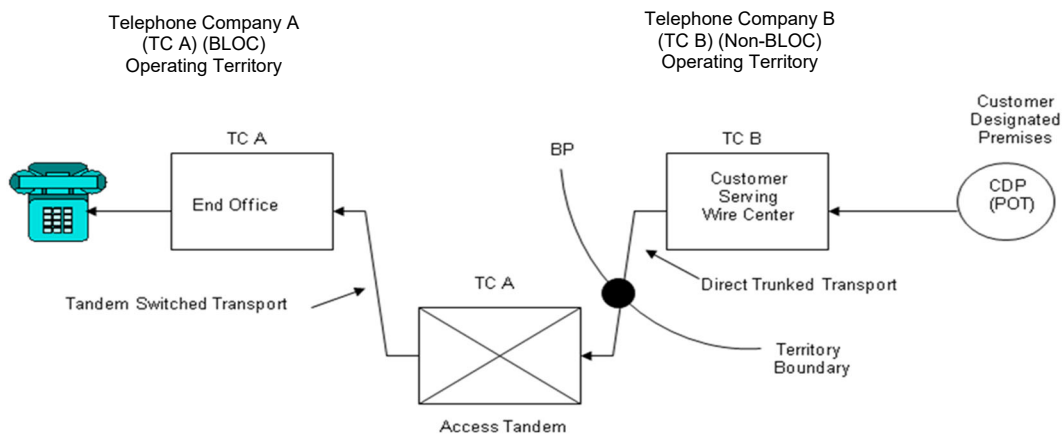 Telephone Company A
(TC A) (BLOC)
Operating Territory
Telephone Company B
(TC B) (Non-BLOC)
Operating Territory
Customer
Designated
Premises
TC A
End Office
BP
TC B
Customer
Serving
Wire Center
CDP
(POT)
Tandem Switched Transport
TC A
Direct Trunked Transport
Territory
Boundary
Access Tandem